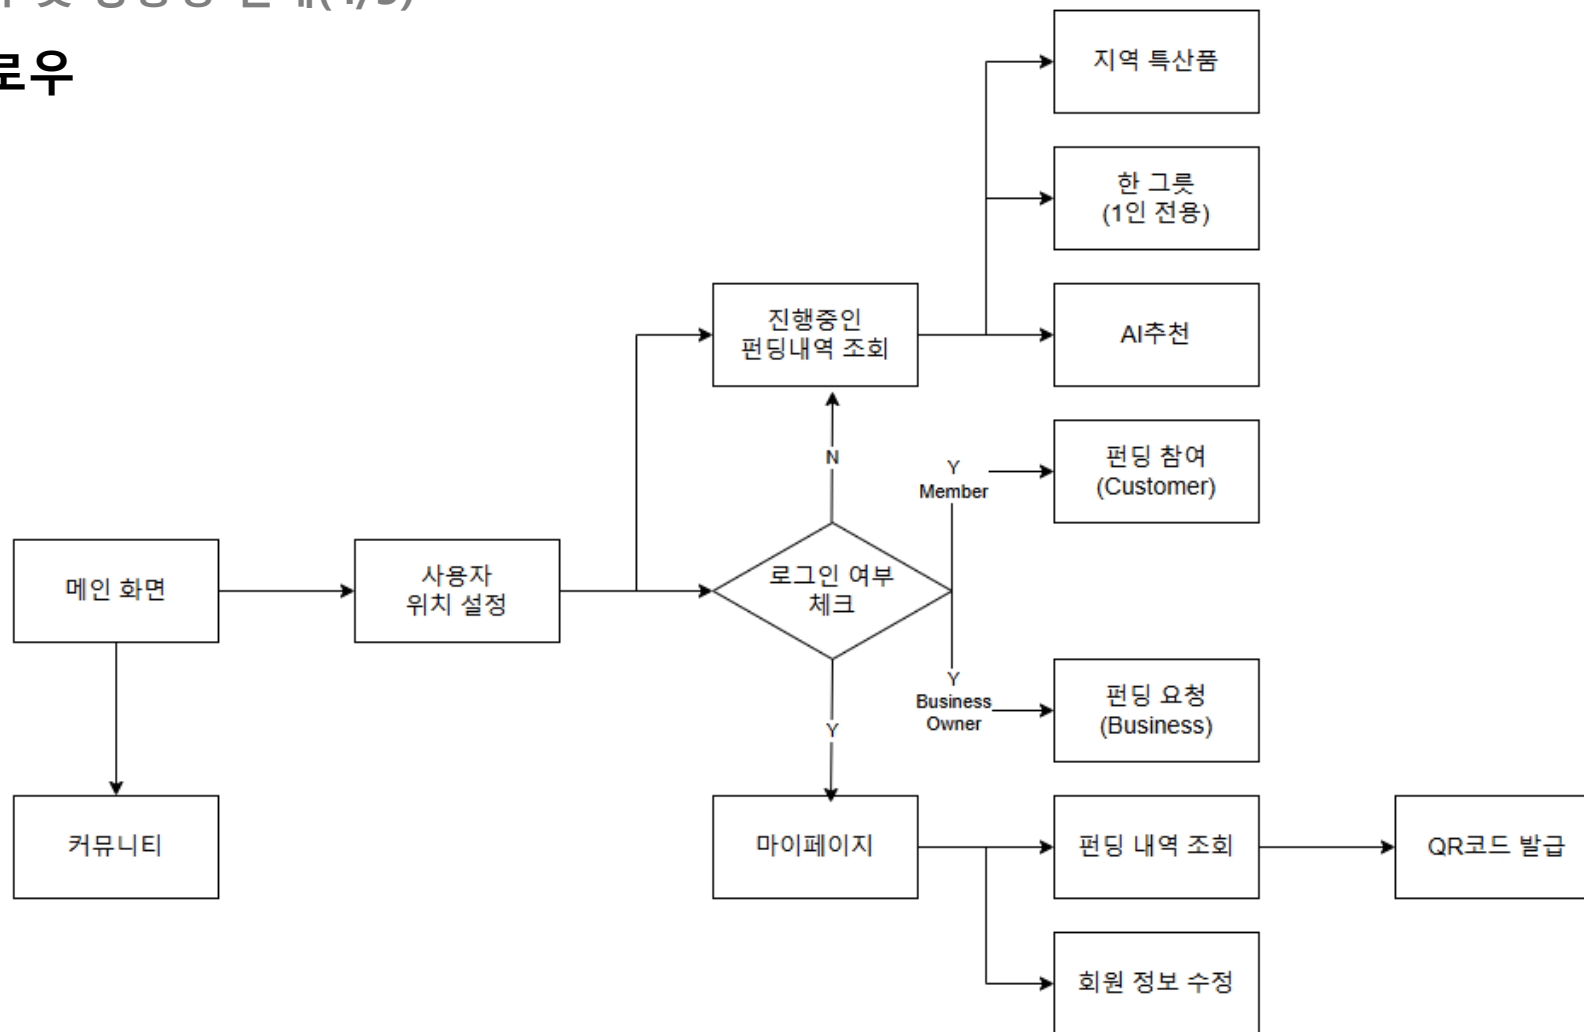 로우
지역 특산품
한 그릇
(1인 전용)
진행중인
펀딩내역 조회
AI추천
N
Y
Member
펀딩 참여
(Customer)
메인 화면
사용자
위치 설정
로그인 여부
체크
Y
Business
Owner
펀딩 요청
(Business)
Y
커뮤니티
마이페이지
펀딩 내역 조회
QR코드 발급
회원 정보 수정